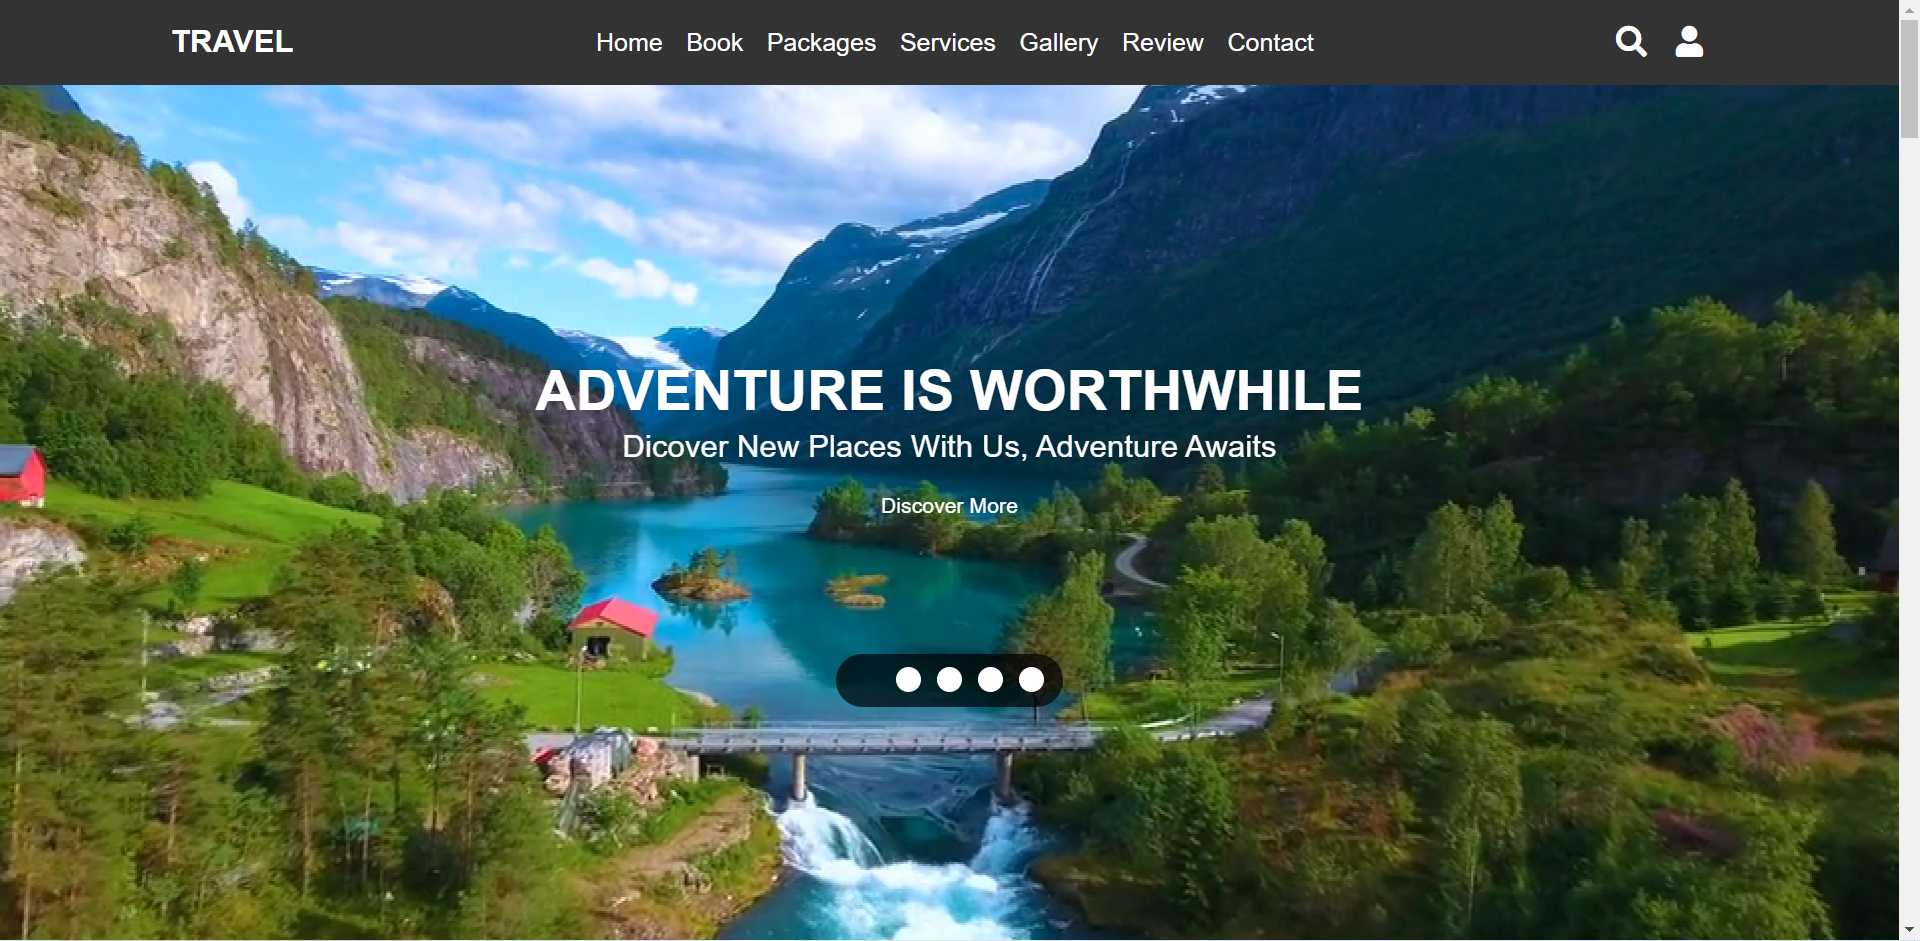 TRAVEL
Home Book Packages Services Gallery Review Contact
ADVENTURE IS WORTHWHILE
Dicover New Places With Us, Adventure Awaits
Discover More